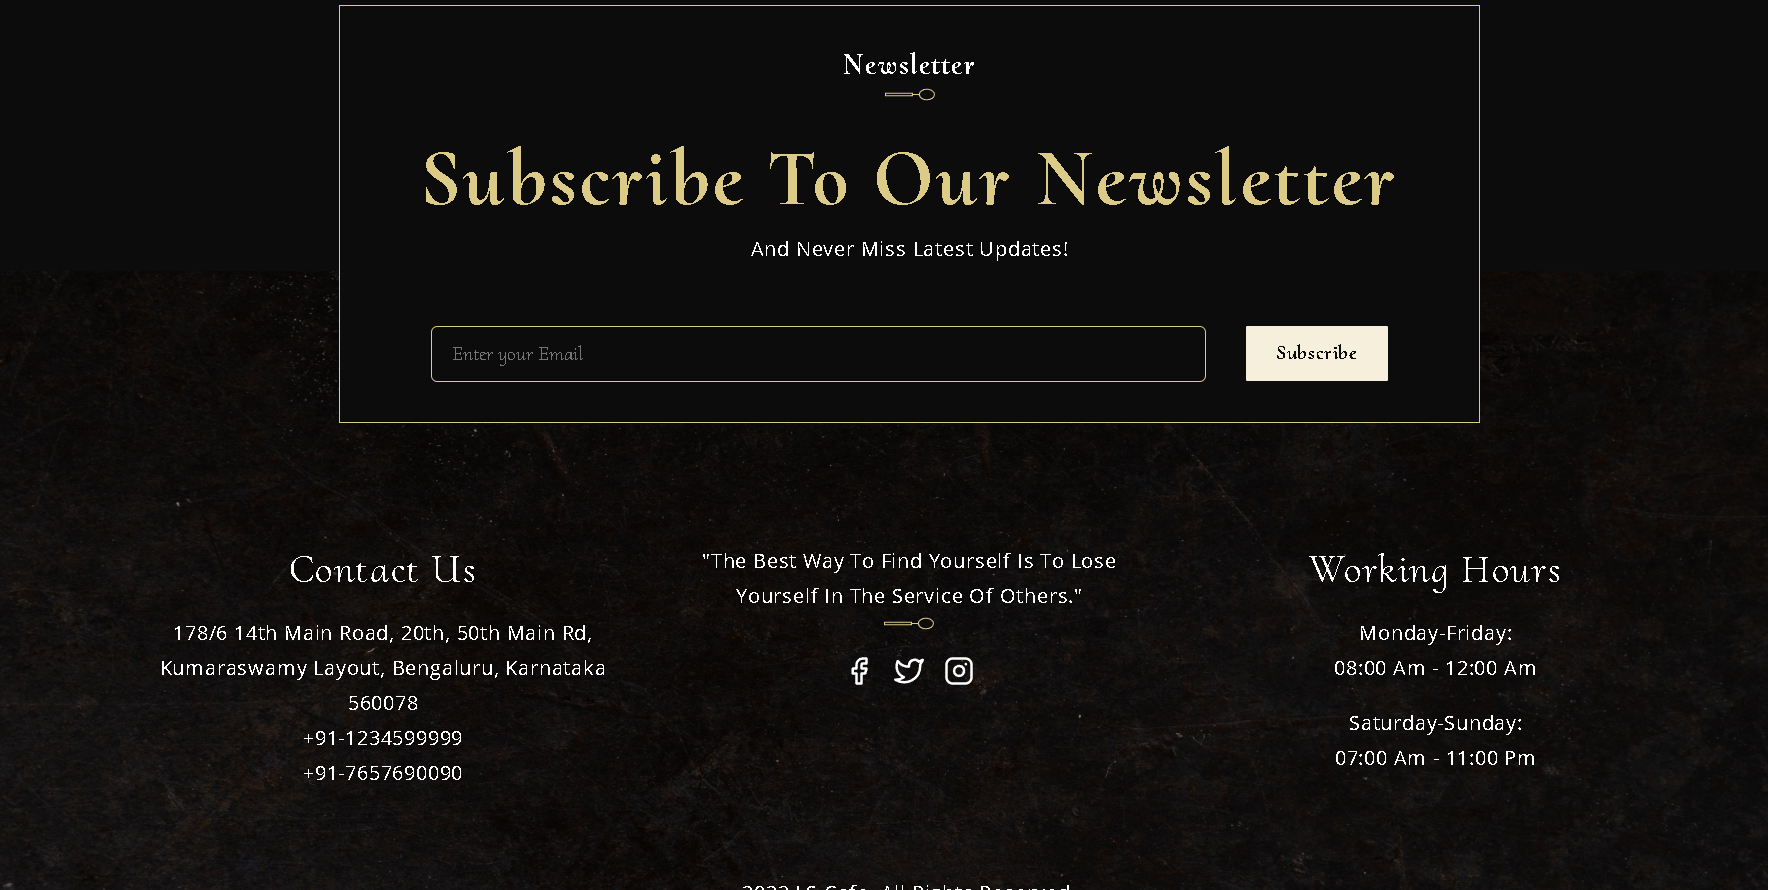 Newsletter
Subscribe To Our Newsletter
And Never Miss Latest Updates!
Enter your Email
Subscribe
Contact Us
178/6 14th Main Road, 20th, 50th Main Rd,
Kumaraswamy Layout, Bengaluru, Karnataka
560078
+91-1234599999
+91-7657690090
"The Best Way To Find Yourself Is To Lose
Yourself In The Service Of Others."
Working Hours
Monday-Friday:
08:00 Am - 12:00 Am
Saturday-Sunday:
07:00 Am - 11:00 Pm
All Rights Reserved